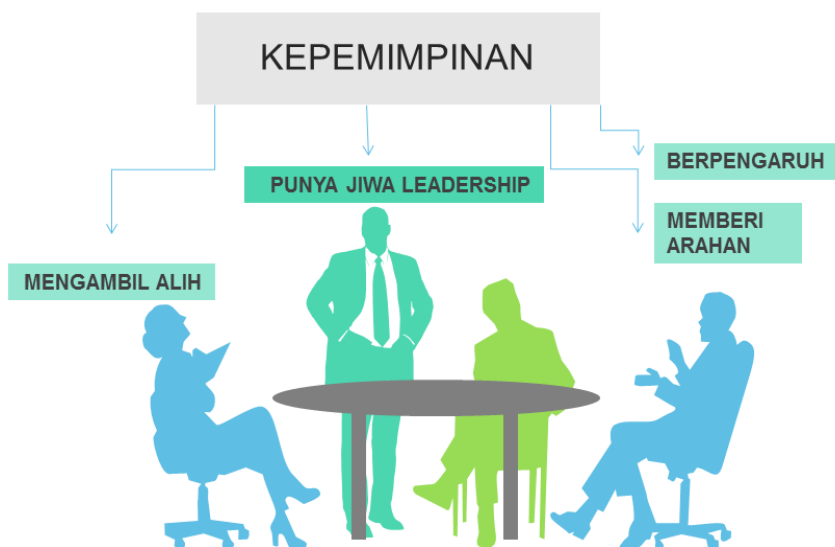 KEPEMIMPINAN
BERPENGARUH
PUNYA JIWA LEADERSHIP
MEMBERI
ARAHAN
MENGAMBIL ALIH